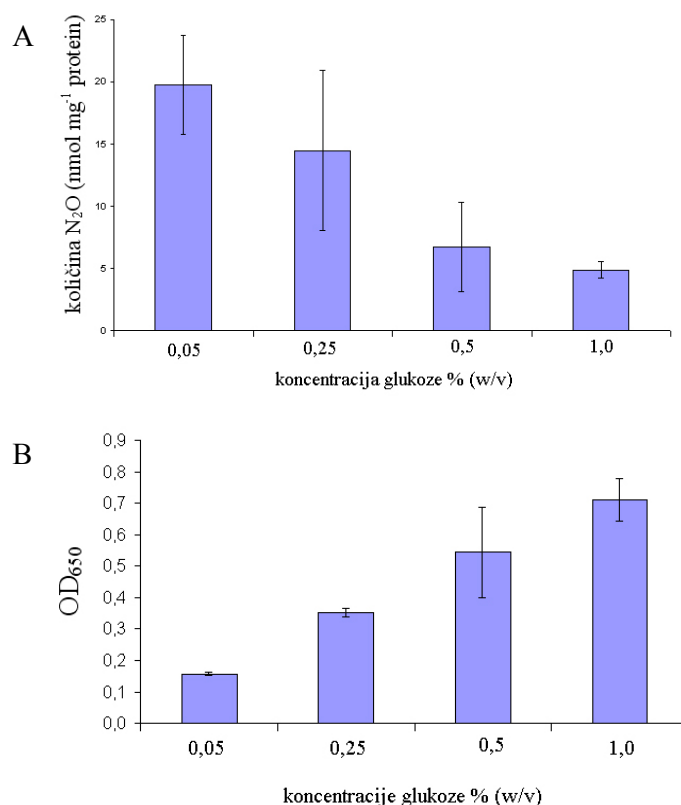 A
količina N₂O (nmol mg⁻¹ protein)
25
20
15
10
5
0
0,05 0,25 0,5 1,0
koncentracija glukoze % (w/v)
B
OD₆₅₀
0,9
0,8
0,7
0,6
0,5
0,4
0,3
0,2
0,1
0,0
0,05 0,25 0,5 1,0
koncentracije glukoze % (w/v)